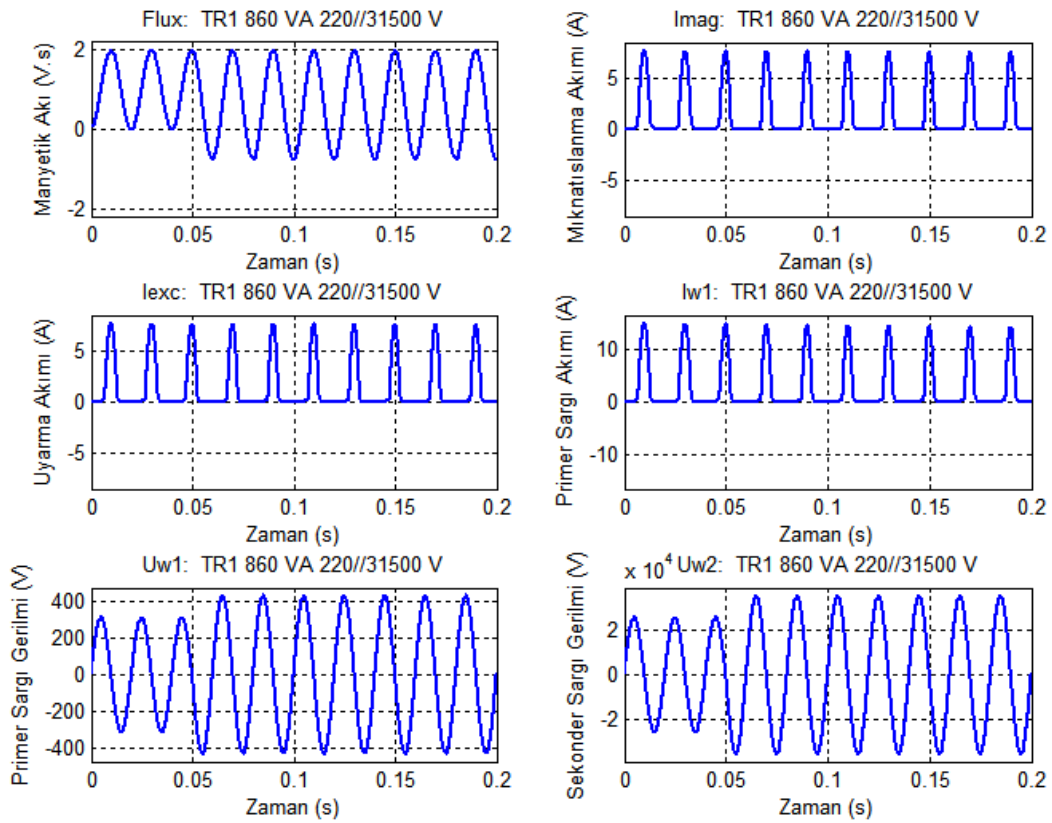 Flux: TR1 860 VA 220//31500 V
Manyetik Akı (V s)
2
0
-2
0 0.05 0.1 0.15 0.2
Zaman (s)
Imag: TR1 860 VA 220//31500 V
Mıknatıslanma Akımı (A)
5
0
-5
0 0.05 0.1 0.15 0.2
Zaman (s)
Iexc: TR1 860 VA 220//31500 V
Uyarma Akımı (A)
5
0
-5
0 0.05 0.1 0.15 0.2
Zaman (s)
Iw1: TR1 860 VA 220//31500 V
Primer Sargı Akımı (A)
10
0
-10
0 0.05 0.1 0.15 0.2
Zaman (s)
Uw1: TR1 860 VA 220//31500 V
Primer Sargı Gerilmi (V)
400
200
0
-200
-400
0 0.05 0.1 0.15 0.2
Zaman (s)
x 10^4 Uw2: TR1 860 VA 220//31500 V
Sekonder Sargı Gerilmi (V)
2
0
-2
0 0.05 0.1 0.15 0.2
Zaman (s)